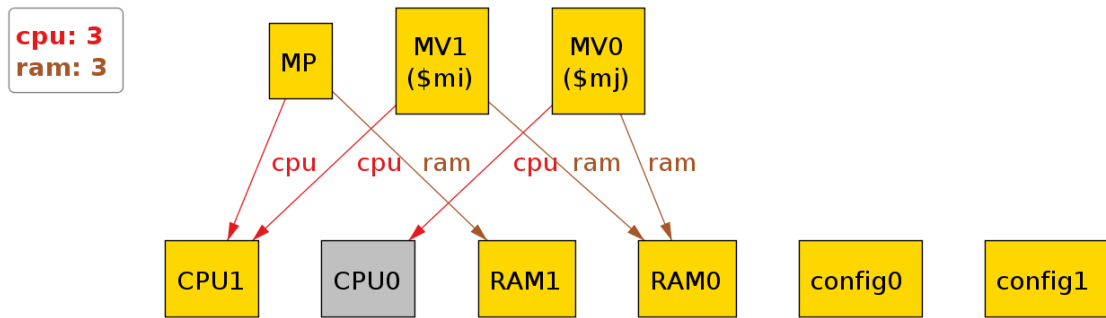 cpu: 3
ram: 3
MP
MV1
($mi)
MV0
($mj)
cpu
cpu
ram
cpu
ram
ram
CPU1
CPU0
RAM1
RAM0
config0
config1